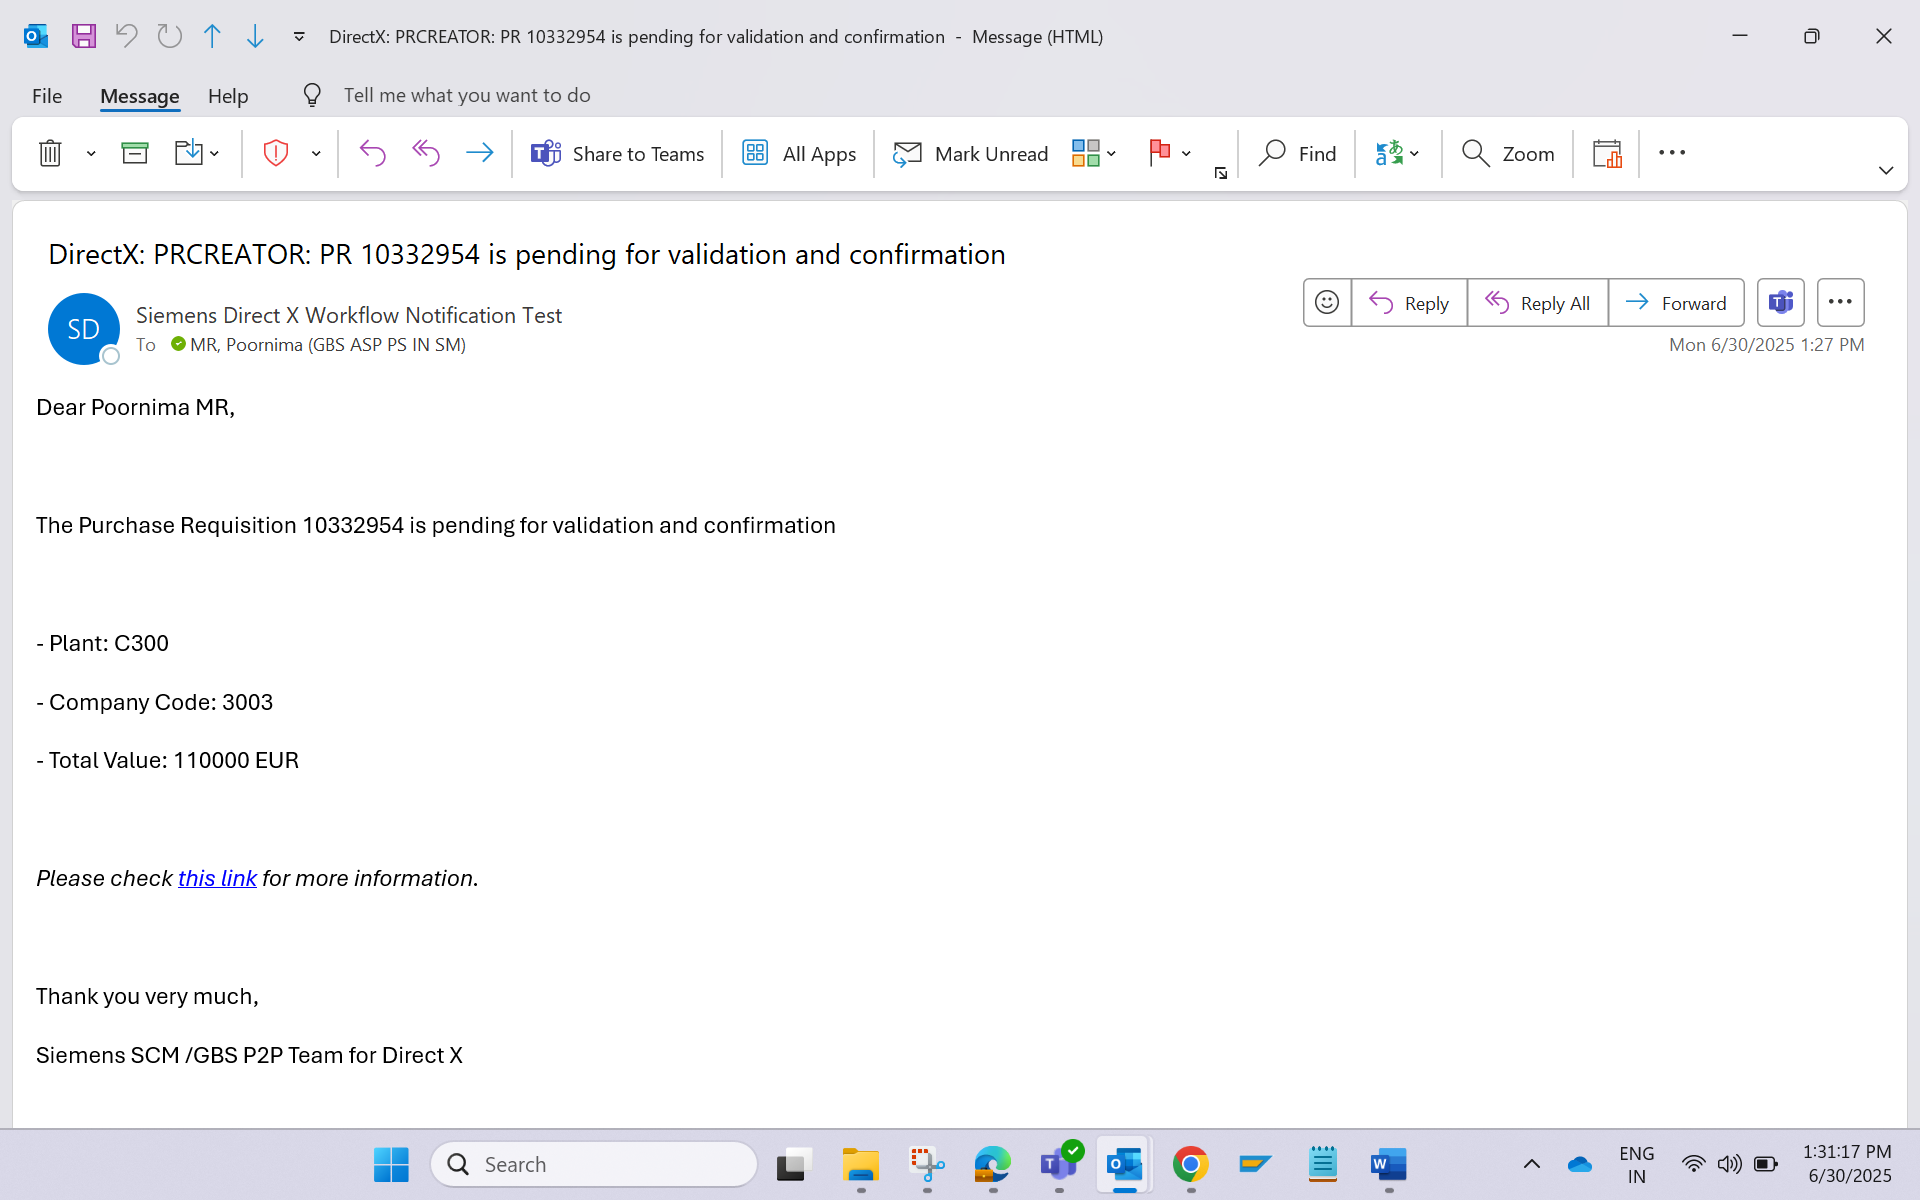 DirectX: PRCREATOR: PR 10332954 is pending for validation and confirmation - Message (HTML)
File Message Help Tell me what you want to do
Share to Teams All Apps Mark Unread Find Zoom
DirectX: PRCREATOR: PR 10332954 is pending for validation and confirmation
SD
Siemens Direct X Workflow Notification Test
To MR, Poornima (GBS ASP PS IN SM)
Reply Reply All Forward
Mon 6/30/2025 1:27 PM
Dear Poornima MR,
The Purchase Requisition 10332954 is pending for validation and confirmation
- Plant: C300
- Company Code: 3003
- Total Value: 110000 EUR
Please check this link for more information.
Thank you very much,
Siemens SCM /GBS P2P Team for Direct X
Search
ENG
IN
1:31:17 PM
6/30/2025